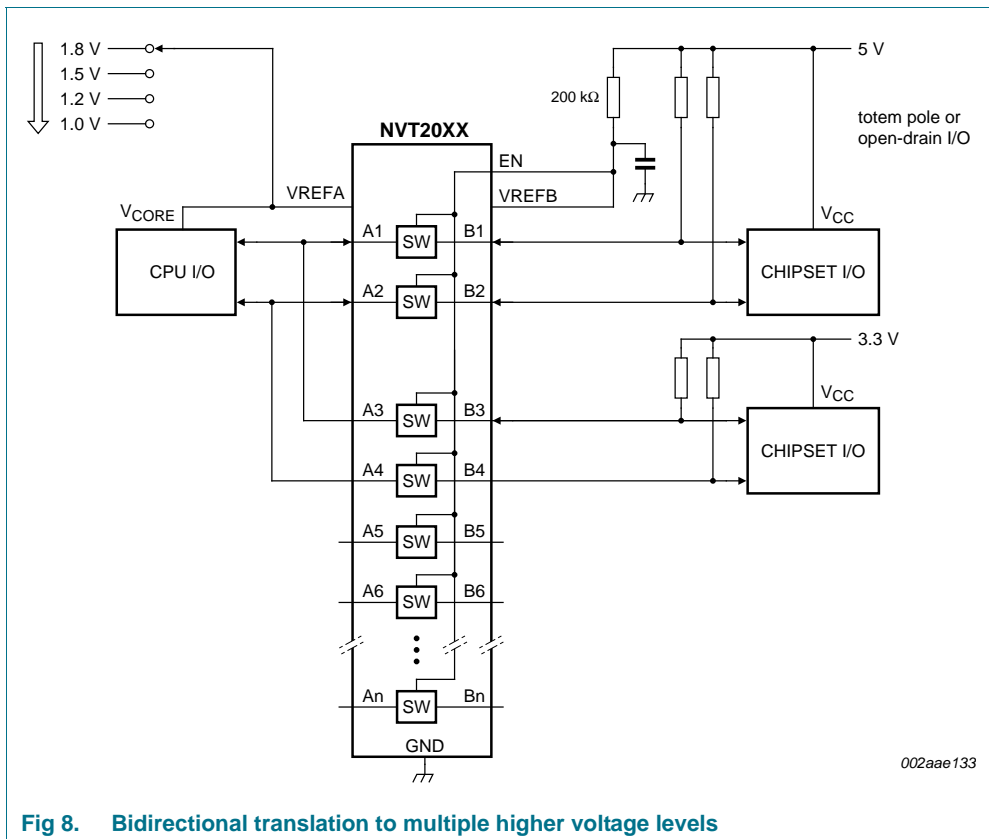 1.8 V
1.5 V
1.2 V
1.0 V
5 V
200 kΩ
totem pole or
open-drain I/O
NVT20XX
EN
VREFA
VREFB
VCORE
VCC
A1
SW
B1
CPU I/O
CHIPSET I/O
A2
SW
B2
3.3 V
VCC
A3
SW
B3
CHIPSET I/O
A4
SW
B4
A5
SW
B5
A6
SW
B6
An
SW
Bn
GND
002aae133
Fig 8. Bidirectional translation to multiple higher voltage levels